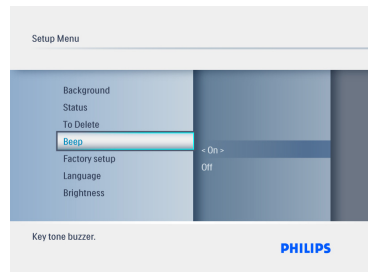 Setup Menu
Background
Status
To Delete
Beep
< On >
Factory setup
Off
Language
Brightness
Key tone buzzer.
PHILIPS